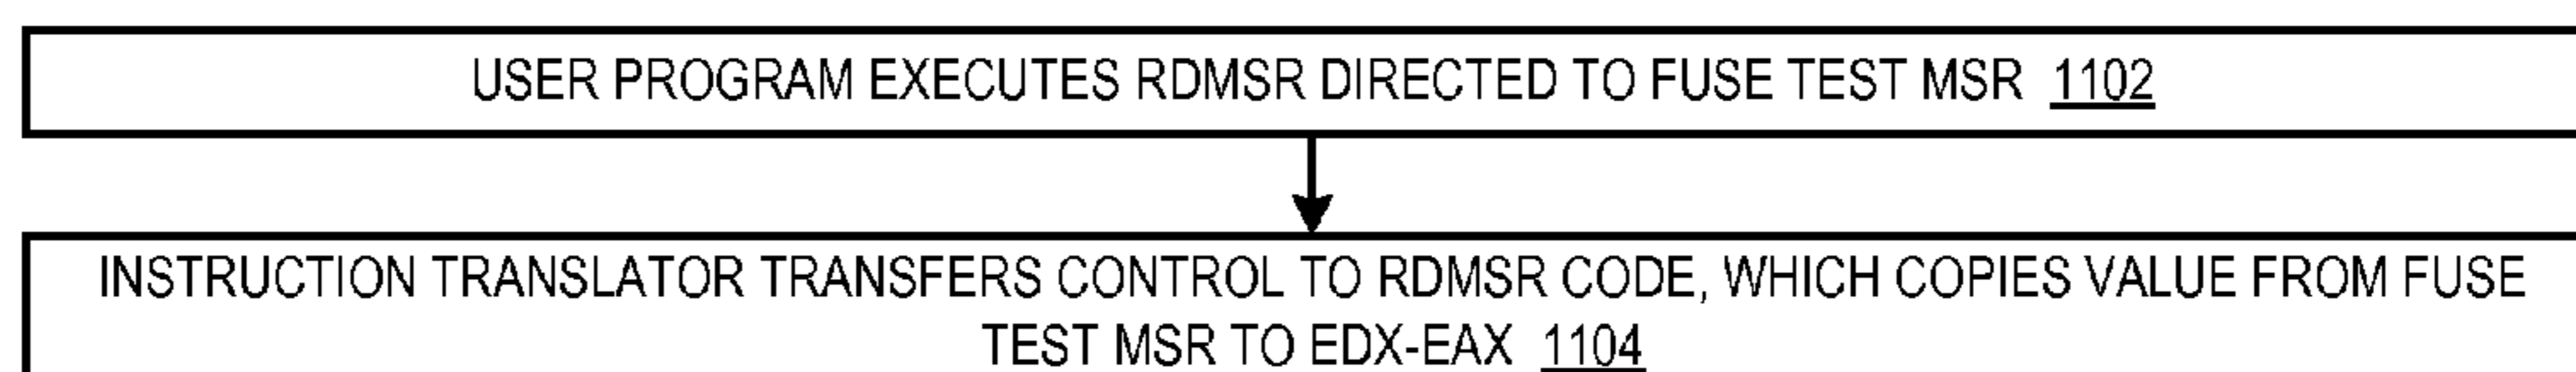 USER PROGRAM EXECUTES RDMSR DIRECTED TO FUSE TEST MSR 1102
INSTRUCTION TRANSLATOR TRANSFERS CONTROL TO RDMSR CODE, WHICH COPIES VALUE FROM FUSE
TEST MSR TO EDX-EAX 1104